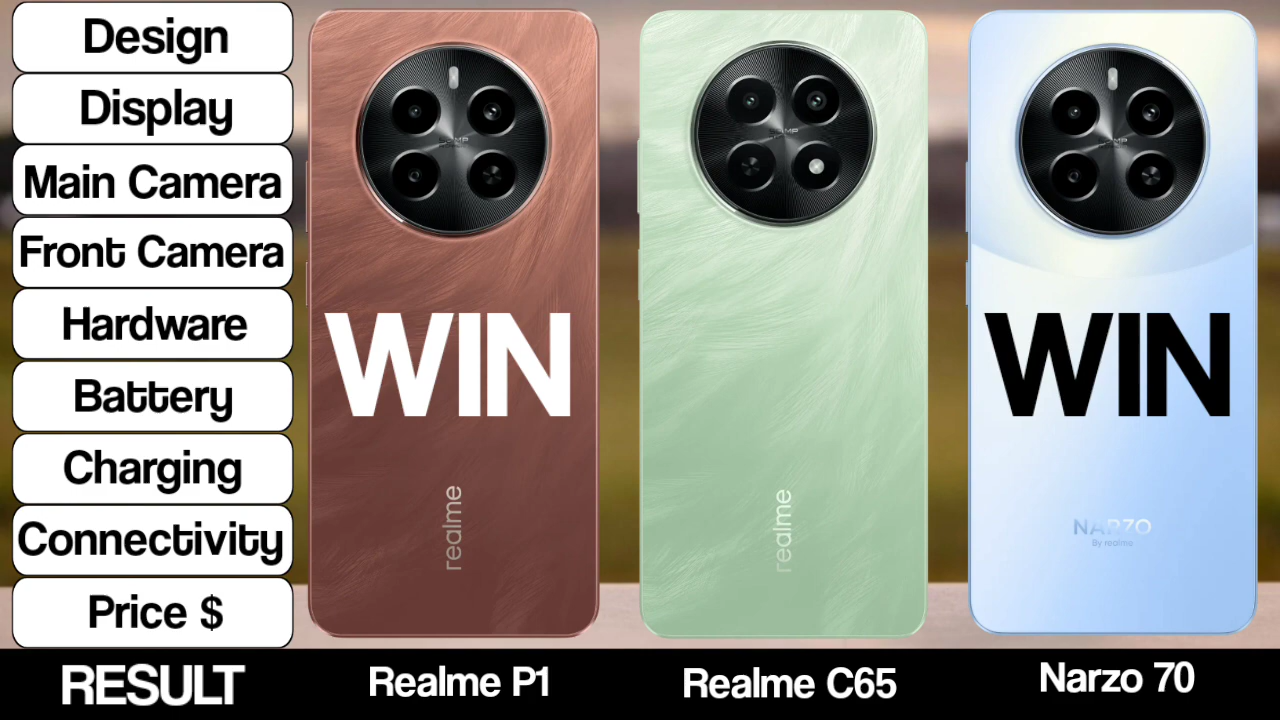 Design
Display
Main Camera
Front Camera
Hardware
Battery
Charging
Connectivity
Price $
RESULT
WIN
realme
Realme P1
realme
Realme C65
WIN
NARZO
By realme
Narzo 70